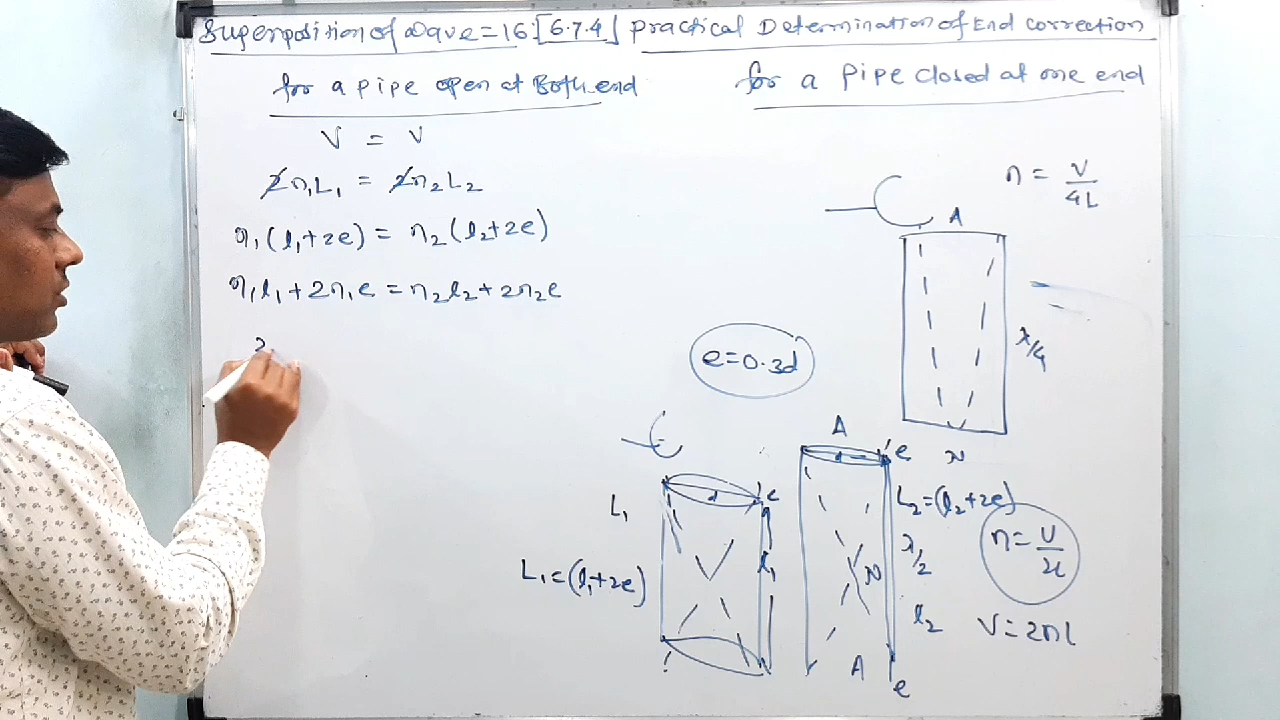 Superposition of wave=16:[6.7.4] Practical Determination of End correction
for a pipe open at Both end
for a pipe closed at one end
V = V
2n₁L₁ = 2n₂L₂
n₁(l₁+2e) = n₂(l₂+2e)
n₁l₁+2n₁e = n₂l₂+2n₂e
2
n = V/4L
A
λ/4
N
e=0.3d
L₁
d
e
l₁
L₁=(l₁+2e)
A
d
e
L₂=(l₂+2e)
λ/2
N
l₂
A
e
n=V/2l
V=2nl